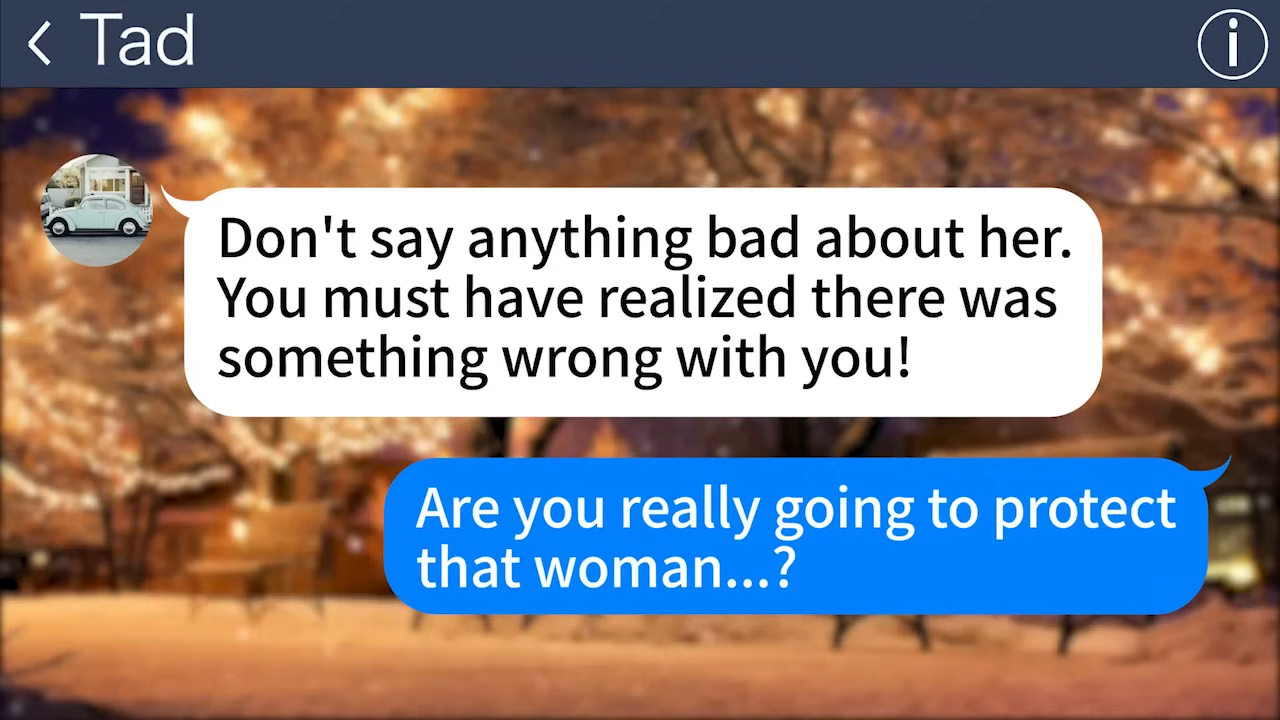 Tad
Don't say anything bad about her.
You must have realized there was
something wrong with you!
Are you really going to protect
that woman...?